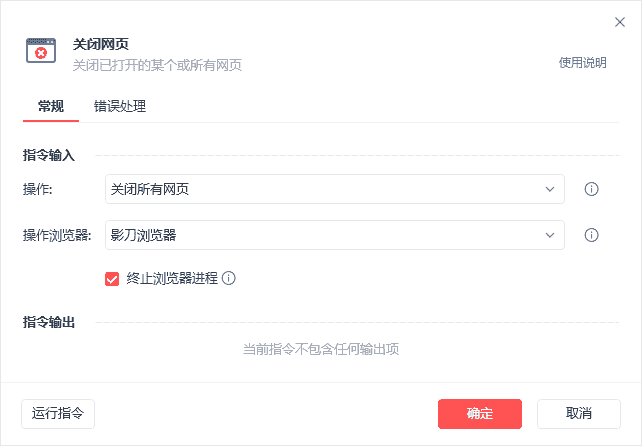 关闭网页
关闭已打开的某个或所有网页
使用说明
常规 错误处理
指令输入
操作: 关闭所有网页
操作浏览器: 影刀浏览器
终止浏览器进程
指令输出
当前指令不包含任何输出项
运行指令 确定 取消